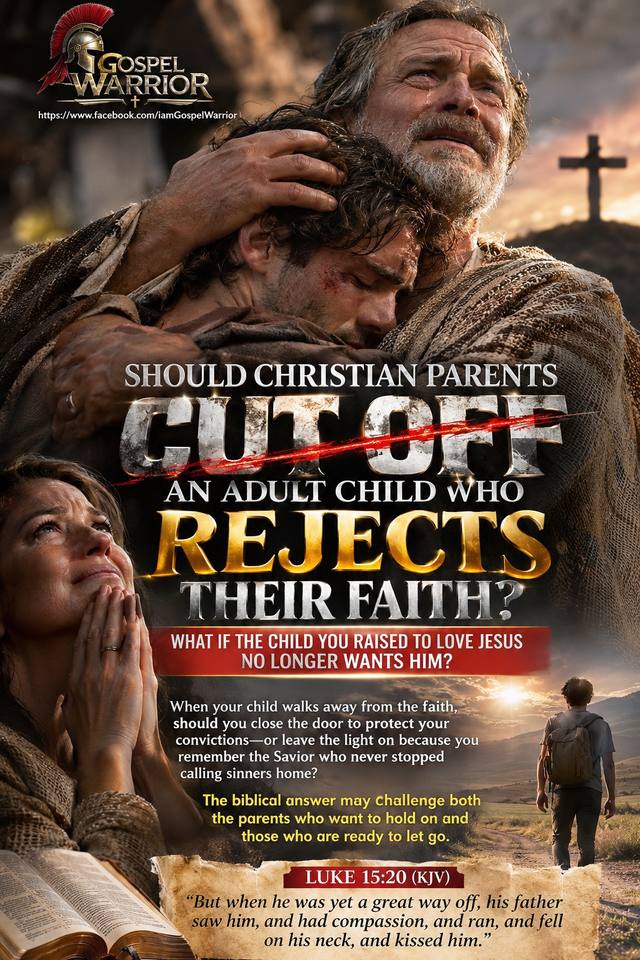 GOSPEL
WARRIOR
https://www.facebook.com/iamGospelWarrior
SHOULD CHRISTIAN PARENTS
CUT OFF
AN ADULT CHILD WHO
REJECTS
THEIR FAITH?
WHAT IF THE CHILD YOU RAISED TO LOVE JESUS
NO LONGER WANTS HIM?
When your child walks away from the faith,
should you close the door to protect your
convictions—or leave the light on because you
remember the Savior who never stopped
calling sinners home?
The biblical answer may challenge both
the parents who want to hold on and
those who are ready to let go.
LUKE 15:20 (KJV)
"But when he was yet a great way off, his father
saw him, and had compassion, and ran, and fell
on his neck, and kissed him."